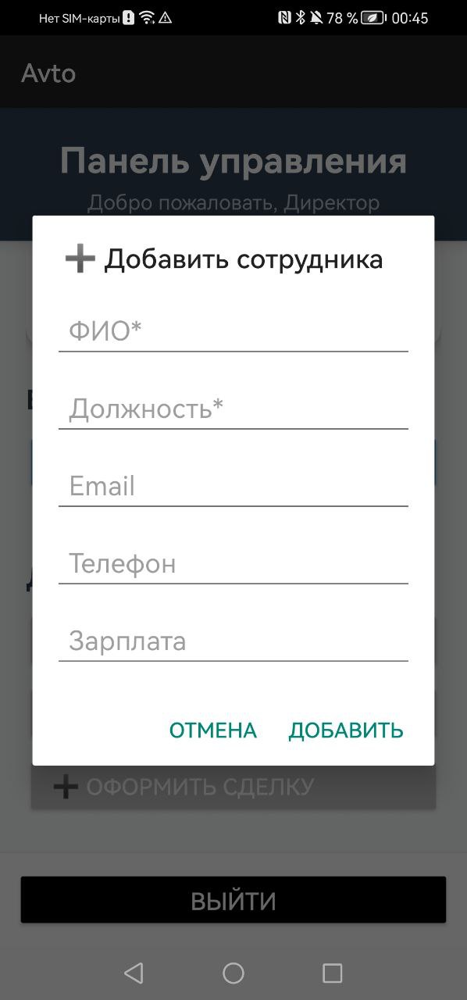 Нет SIM-карты 78 % 00:45
Avto
Панель управления
Добро пожаловать, Директор
Добавить сотрудника
ФИО*
Должность*
Email
Телефон
Зарплата
ОТМЕНА ДОБАВИТЬ
ОФОРМИТЬ СДЕЛКУ
ВЫЙТИ